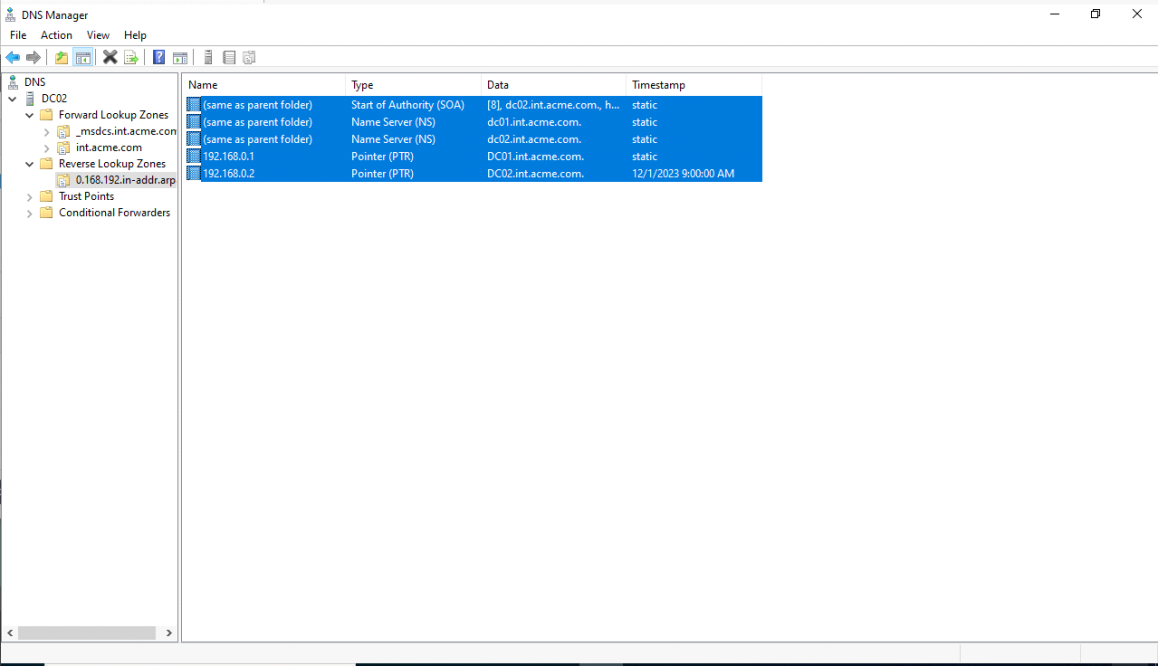 DNS Manager
File Action View Help
DNS
DC02
Forward Lookup Zones
_msdcs.int.acme.com
int.acme.com
Reverse Lookup Zones
0.168.192.in-addr.arp
Trust Points
Conditional Forwarders
Name Type Data Timestamp
(same as parent folder) Start of Authority (SOA) [8], dc02.int.acme.com., h... static
(same as parent folder) Name Server (NS) dc01.int.acme.com. static
(same as parent folder) Name Server (NS) dc02.int.acme.com. static
192.168.0.1 Pointer (PTR) DC01.int.acme.com. static
192.168.0.2 Pointer (PTR) DC02.int.acme.com. 12/1/2023 9:00:00 AM